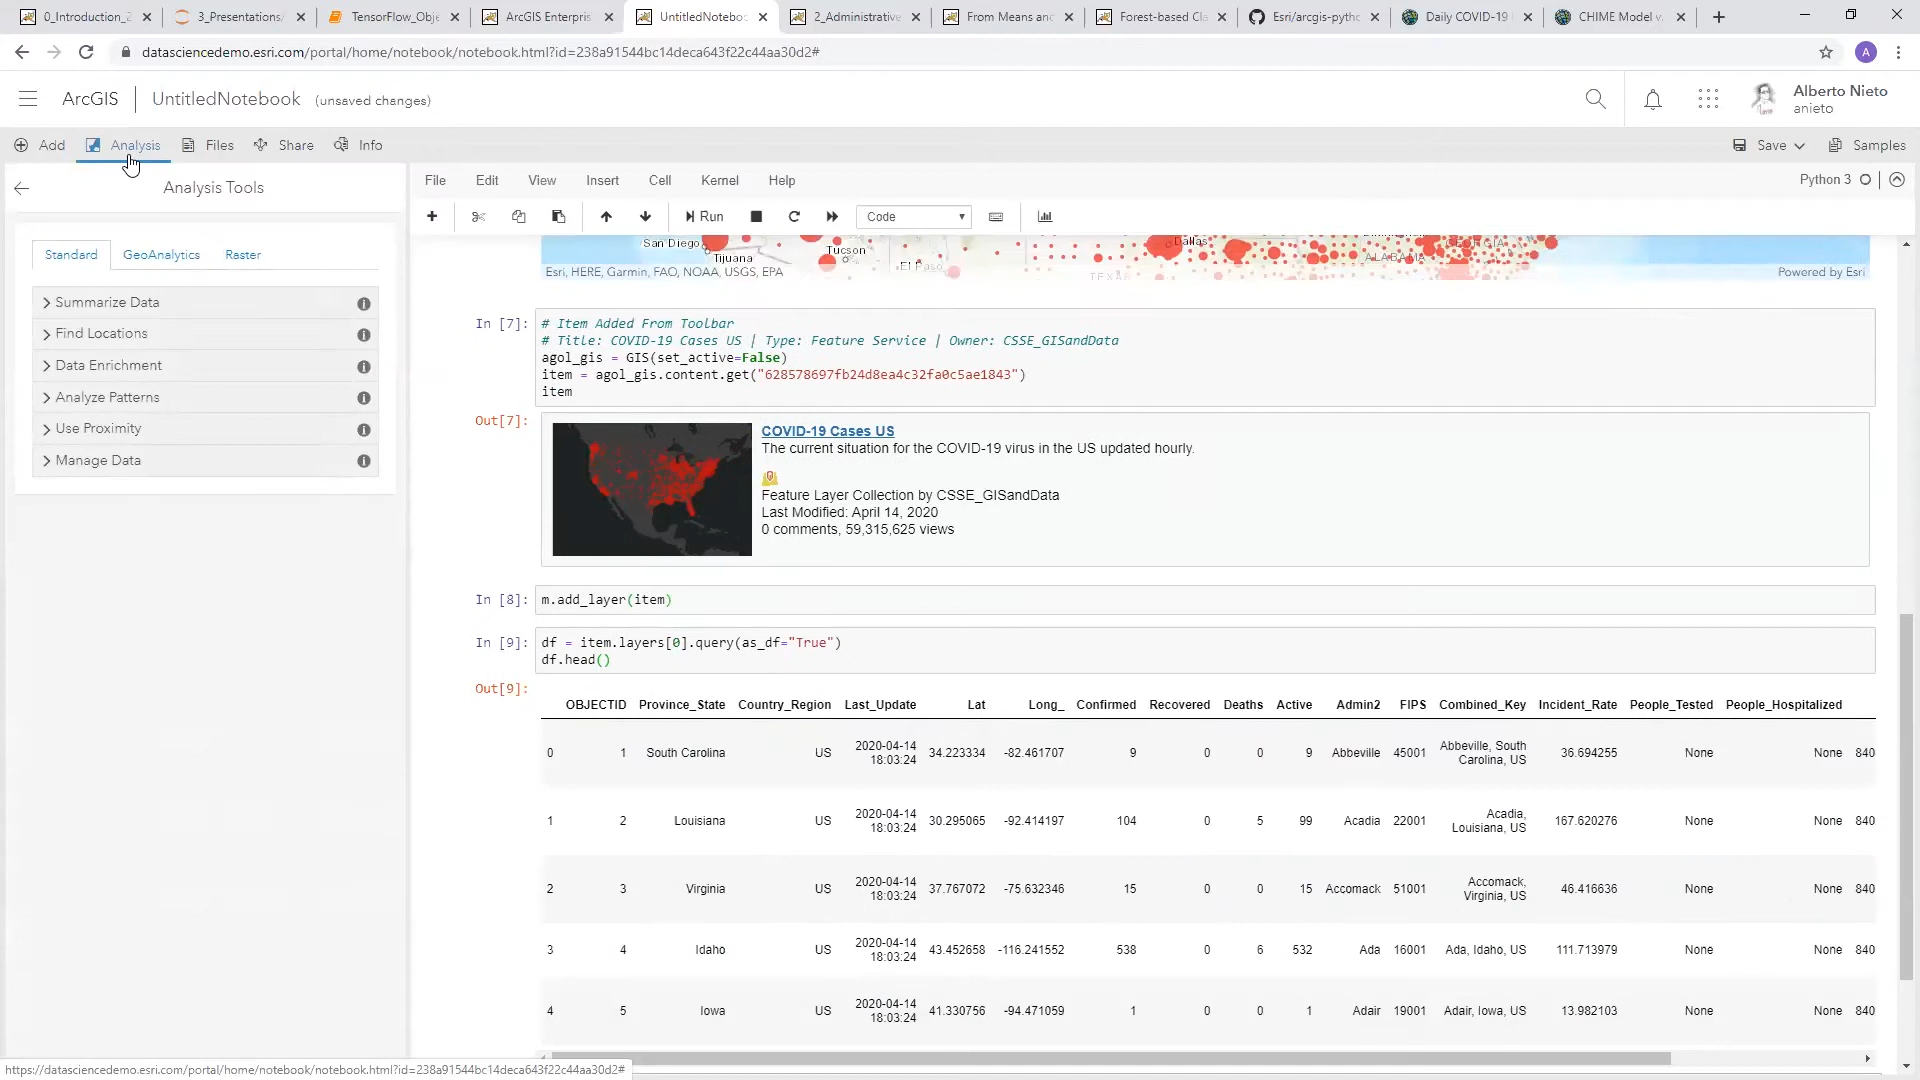 0_Introduction_2
3_Presentations/
TensorFlow_Obje
ArcGIS Enterpris
UntitledNoteboo
2_Administrative
From Means and
Forest-based Cla
Esri/arcgis-pytho
Daily COVID-19
CHIME Model v
datasciencedemo.esri.com/portal/home/notebook/notebook.html?id=238a91544bc14deca643f22c44aa30d2#
A
ArcGIS
UntitledNotebook
(unsaved changes)
Alberto Nieto
anieto
Add
Analysis
Files
Share
Info
Save
Samples
Analysis Tools
Standard
GeoAnalytics
Raster
Summarize Data
Find Locations
Data Enrichment
Analyze Patterns
Use Proximity
Manage Data
File Edit View Insert Cell Kernel Help
Python 3
Run
Code
San Diego
Tijuana
Tucson
El Paso
Dallas
TEXAS
ALABAMA
GEORGIA
Esri, HERE, Garmin, FAO, NOAA, USGS, EPA
Powered by Esri
In [7]:
# Item Added From Toolbar
# Title: COVID-19 Cases US | Type: Feature Service | Owner: CSSE_GISandData
agol_gis = GIS(set_active=False)
item = agol_gis.content.get("628578697fb24d8ea4c32fa0c5ae1843")
item
Out[7]:
COVID-19 Cases US
The current situation for the COVID-19 virus in the US updated hourly.
Feature Layer Collection by CSSE_GISandData
Last Modified: April 14, 2020
0 comments, 59,315,625 views
In [8]:
m.add_layer(item)
In [9]:
df = item.layers[0].query(as_df="True")
df.head()
Out[9]:
OBJECTID Province_State Country_Region Last_Update Lat Long_ Confirmed Recovered Deaths Active Admin2 FIPS Combined_Key Incident_Rate People_Tested People_Hospitalized
0 1 South Carolina US 2020-04-14 18:03:24 34.223334 -82.461707 9 0 0 9 Abbeville 45001 Abbeville, South Carolina, US 36.694255 None None 840
1 2 Louisiana US 2020-04-14 18:03:24 30.295065 -92.414197 104 0 5 99 Acadia 22001 Acadia, Louisiana, US 167.620276 None None 840
2 3 Virginia US 2020-04-14 18:03:24 37.767072 -75.632346 15 0 0 15 Accomack 51001 Accomack, Virginia, US 46.416636 None None 840
3 4 Idaho US 2020-04-14 18:03:24 43.452658 -116.241552 538 0 6 532 Ada 16001 Ada, Idaho, US 111.713979 None None 840
4 5 Iowa US 2020-04-14 18:03:24 41.330756 -94.471059 1 0 0 1 Adair 19001 Adair, Iowa, US 13.982103 None None 840
https://datasciencedemo.esri.com/portal/home/notebook/notebook.html?id=238a91544bc14deca643f22c44aa30d2#